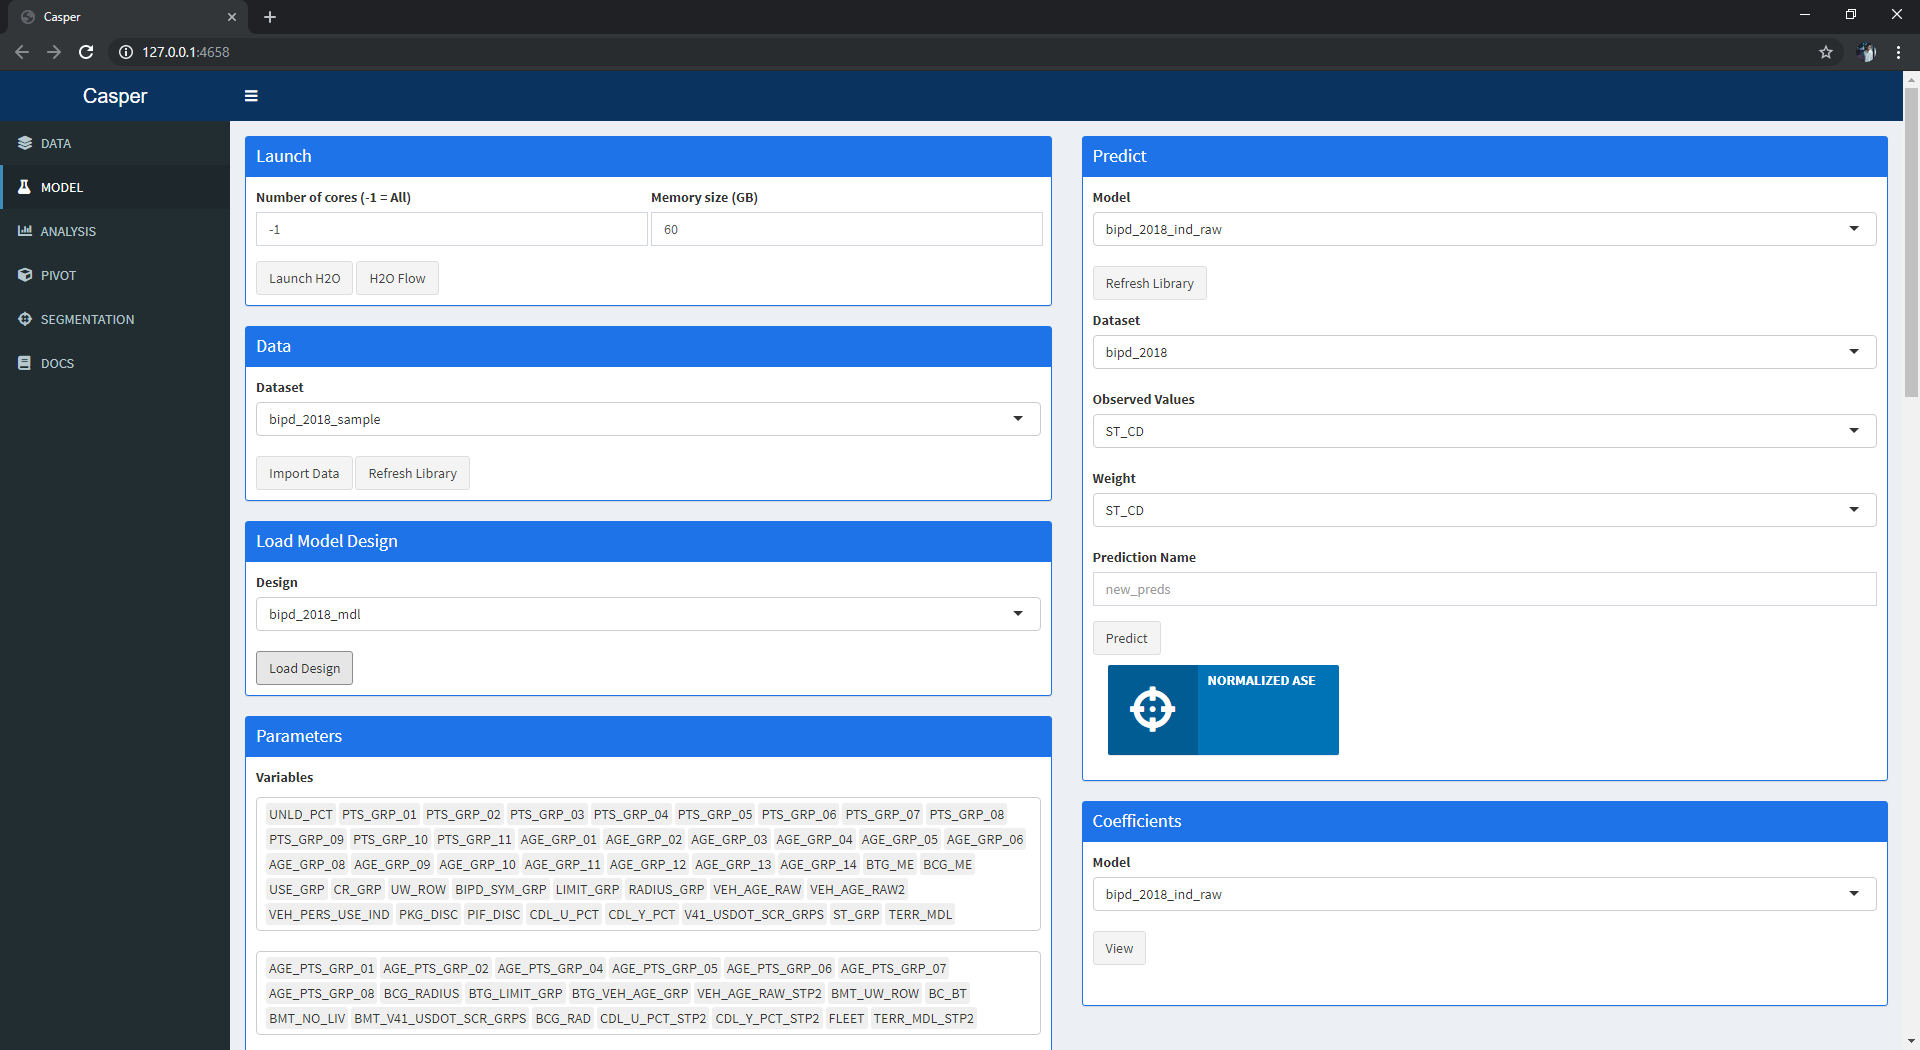 Casper
127.0.0.1:4658
Casper
DATA
MODEL
ANALYSIS
PIVOT
SEGMENTATION
DOCS
Launch
Number of cores (-1 = All) Memory size (GB)
-1 60
Launch H2O H2O Flow
Data
Dataset
bipd_2018_sample
Import Data Refresh Library
Load Model Design
Design
bipd_2018_mdl
Load Design
Parameters
Variables
UNLD_PCT PTS_GRP_01 PTS_GRP_02 PTS_GRP_03 PTS_GRP_04 PTS_GRP_05 PTS_GRP_06 PTS_GRP_07 PTS_GRP_08
PTS_GRP_09 PTS_GRP_10 PTS_GRP_11 AGE_GRP_01 AGE_GRP_02 AGE_GRP_03 AGE_GRP_04 AGE_GRP_05 AGE_GRP_06
AGE_GRP_08 AGE_GRP_09 AGE_GRP_10 AGE_GRP_11 AGE_GRP_12 AGE_GRP_13 AGE_GRP_14 BTG_ME BCG_ME
USE_GRP CR_GRP UW_ROW BIPD_SYM_GRP LIMIT_GRP RADIUS_GRP VEH_AGE_RAW VEH_AGE_RAW2
VEH_PERS_USE_IND PKG_DISC PIF_DISC CDL_U_PCT CDL_Y_PCT V41_USDOT_SCR_GRPS ST_GRP TERR_MDL
AGE_PTS_GRP_01 AGE_PTS_GRP_02 AGE_PTS_GRP_04 AGE_PTS_GRP_05 AGE_PTS_GRP_06 AGE_PTS_GRP_07
AGE_PTS_GRP_08 BCG_RADIUS BTG_LIMIT_GRP BTG_VEH_AGE_GRP VEH_AGE_RAW_STP2 BMT_UW_ROW BC_BT
BMT_NO_LIV BMT_V41_USDOT_SCR_GRPS BCG_RAD CDL_U_PCT_STP2 CDL_Y_PCT_STP2 FLEET TERR_MDL_STP2
Predict
Model
bipd_2018_ind_raw
Refresh Library
Dataset
bipd_2018
Observed Values
ST_CD
Weight
ST_CD
Prediction Name
new_preds
Predict
NORMALIZED ASE
Coefficients
Model
bipd_2018_ind_raw
View